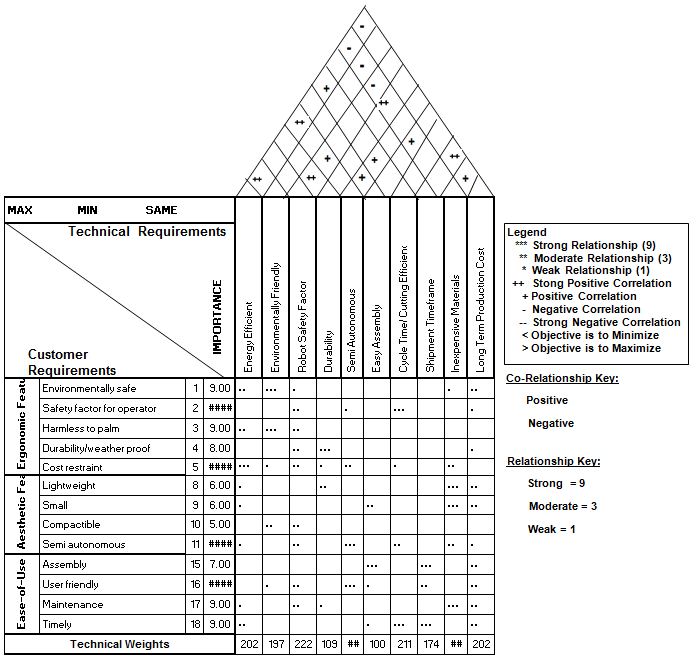 -
-
-
-
+
++
++
+
+ + ++
++ ++ + +
MAX MIN SAME
Technical Requirements
Customer
Requirements
IMPORTANCE
Energy Efficient
Environmentally Friendly
Robot Safety Factor
Durability
Semi Autonomous
Easy Assembly
Cycle Time/ Cutting Efficienc
Shipment Timeframe
Inexpensive Materials
Long Term Production Cost
Ergonomic Featu
Environmentally safe 1 9.00 .. ... . . ..
Safety factor for operator 2 #### .. . ... ..
Harmless to palm 3 9.00 .. ... ..
Durability/weather proof 4 8.00 .. ... .
Cost restraint 5 #### ... . .. . .. . .. .
Aesthetic Fea
Lightweight 8 6.00 . .. ... ...
Small 9 6.00 . .. ... ..
Compactible 10 5.00 .. ..
Semi autonomous 11 #### . .. ... .. . .. .
Ease-of-Use
Assembly 15 7.00 ... ... ..
User friendly 16 #### . .. ... . .. ..
Maintenance 17 9.00 . .. . ... ..
Timely 18 9.00 .. . ... ... ..
Technical Weights 202 197 222 109 ## 100 211 174 ## 202
Legend
*** Strong Relationship (9)
** Moderate Relationship (3)
* Weak Relationship (1)
++ Stong Positive Correlation
+ Positive Correlation
- Negative Correlation
-- Strong Negative Correlation
< Objective is to Minimize
> Objective is to Maximize
Co-Relationship Key:
Positive
Negative
Relationship Key:
Strong = 9
Moderate = 3
Weak = 1